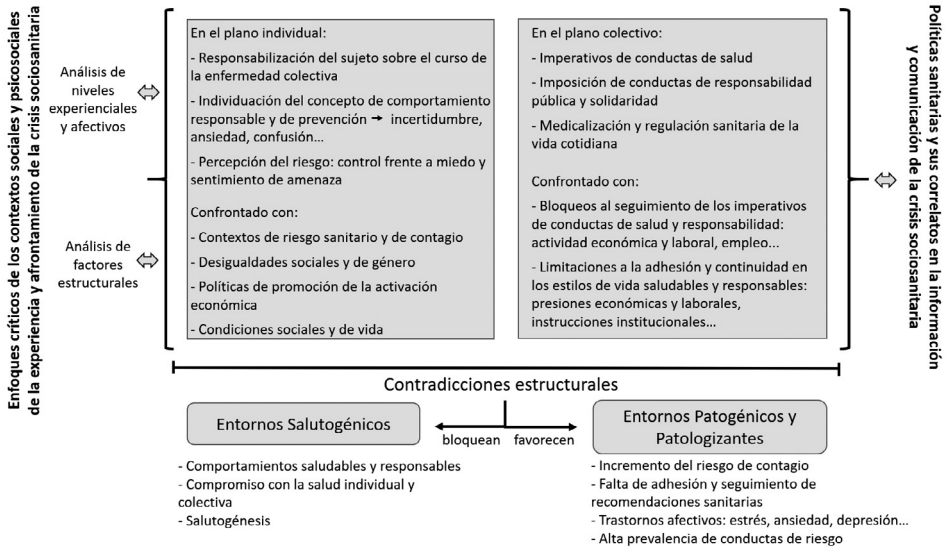 Enfoques críticos de los contextos sociales y psicosociales
de la experiencia y afrontamiento de la crisis sociosanitaria
Análisis de
niveles
experienciales
y afectivos
Análisis de
factores
estructurales
En el plano individual:
- Responsabilización del sujeto sobre el curso de
la enfermedad colectiva
- Individuación del concepto de comportamiento
responsable y de prevención → incertidumbre,
ansiedad, confusión...
- Percepción del riesgo: control frente a miedo y
sentimiento de amenaza
Confrontado con:
- Contextos de riesgo sanitario y de contagio
- Desigualdades sociales y de género
- Políticas de promoción de la activación
económica
- Condiciones sociales y de vida
En el plano colectivo:
- Imperativos de conductas de salud
- Imposición de conductas de responsabilidad
pública y solidaridad
- Medicalización y regulación sanitaria de la
vida cotidiana
Confrontado con:
- Bloqueos al seguimiento de los imperativos
de conductas de salud y responsabilidad:
actividad económica y laboral, empleo...
- Limitaciones a la adhesión y continuidad en
los estilos de vida saludables y responsables:
presiones económicas y laborales,
instrucciones institucionales...
Políticas sanitarias y sus correlatos en la información
y comunicación de la crisis sociosanitaria
Contradicciones estructurales
bloquean favorecen
Entornos Salutogénicos
- Comportamientos saludables y responsables
- Compromiso con la salud individual y
colectiva
- Salutogénesis
Entornos Patogénicos y
Patologizantes
- Incremento del riesgo de contagio
- Falta de adhesión y seguimiento de
recomendaciones sanitarias
- Trastornos afectivos: estrés, ansiedad, depresión...
- Alta prevalencia de conductas de riesgo